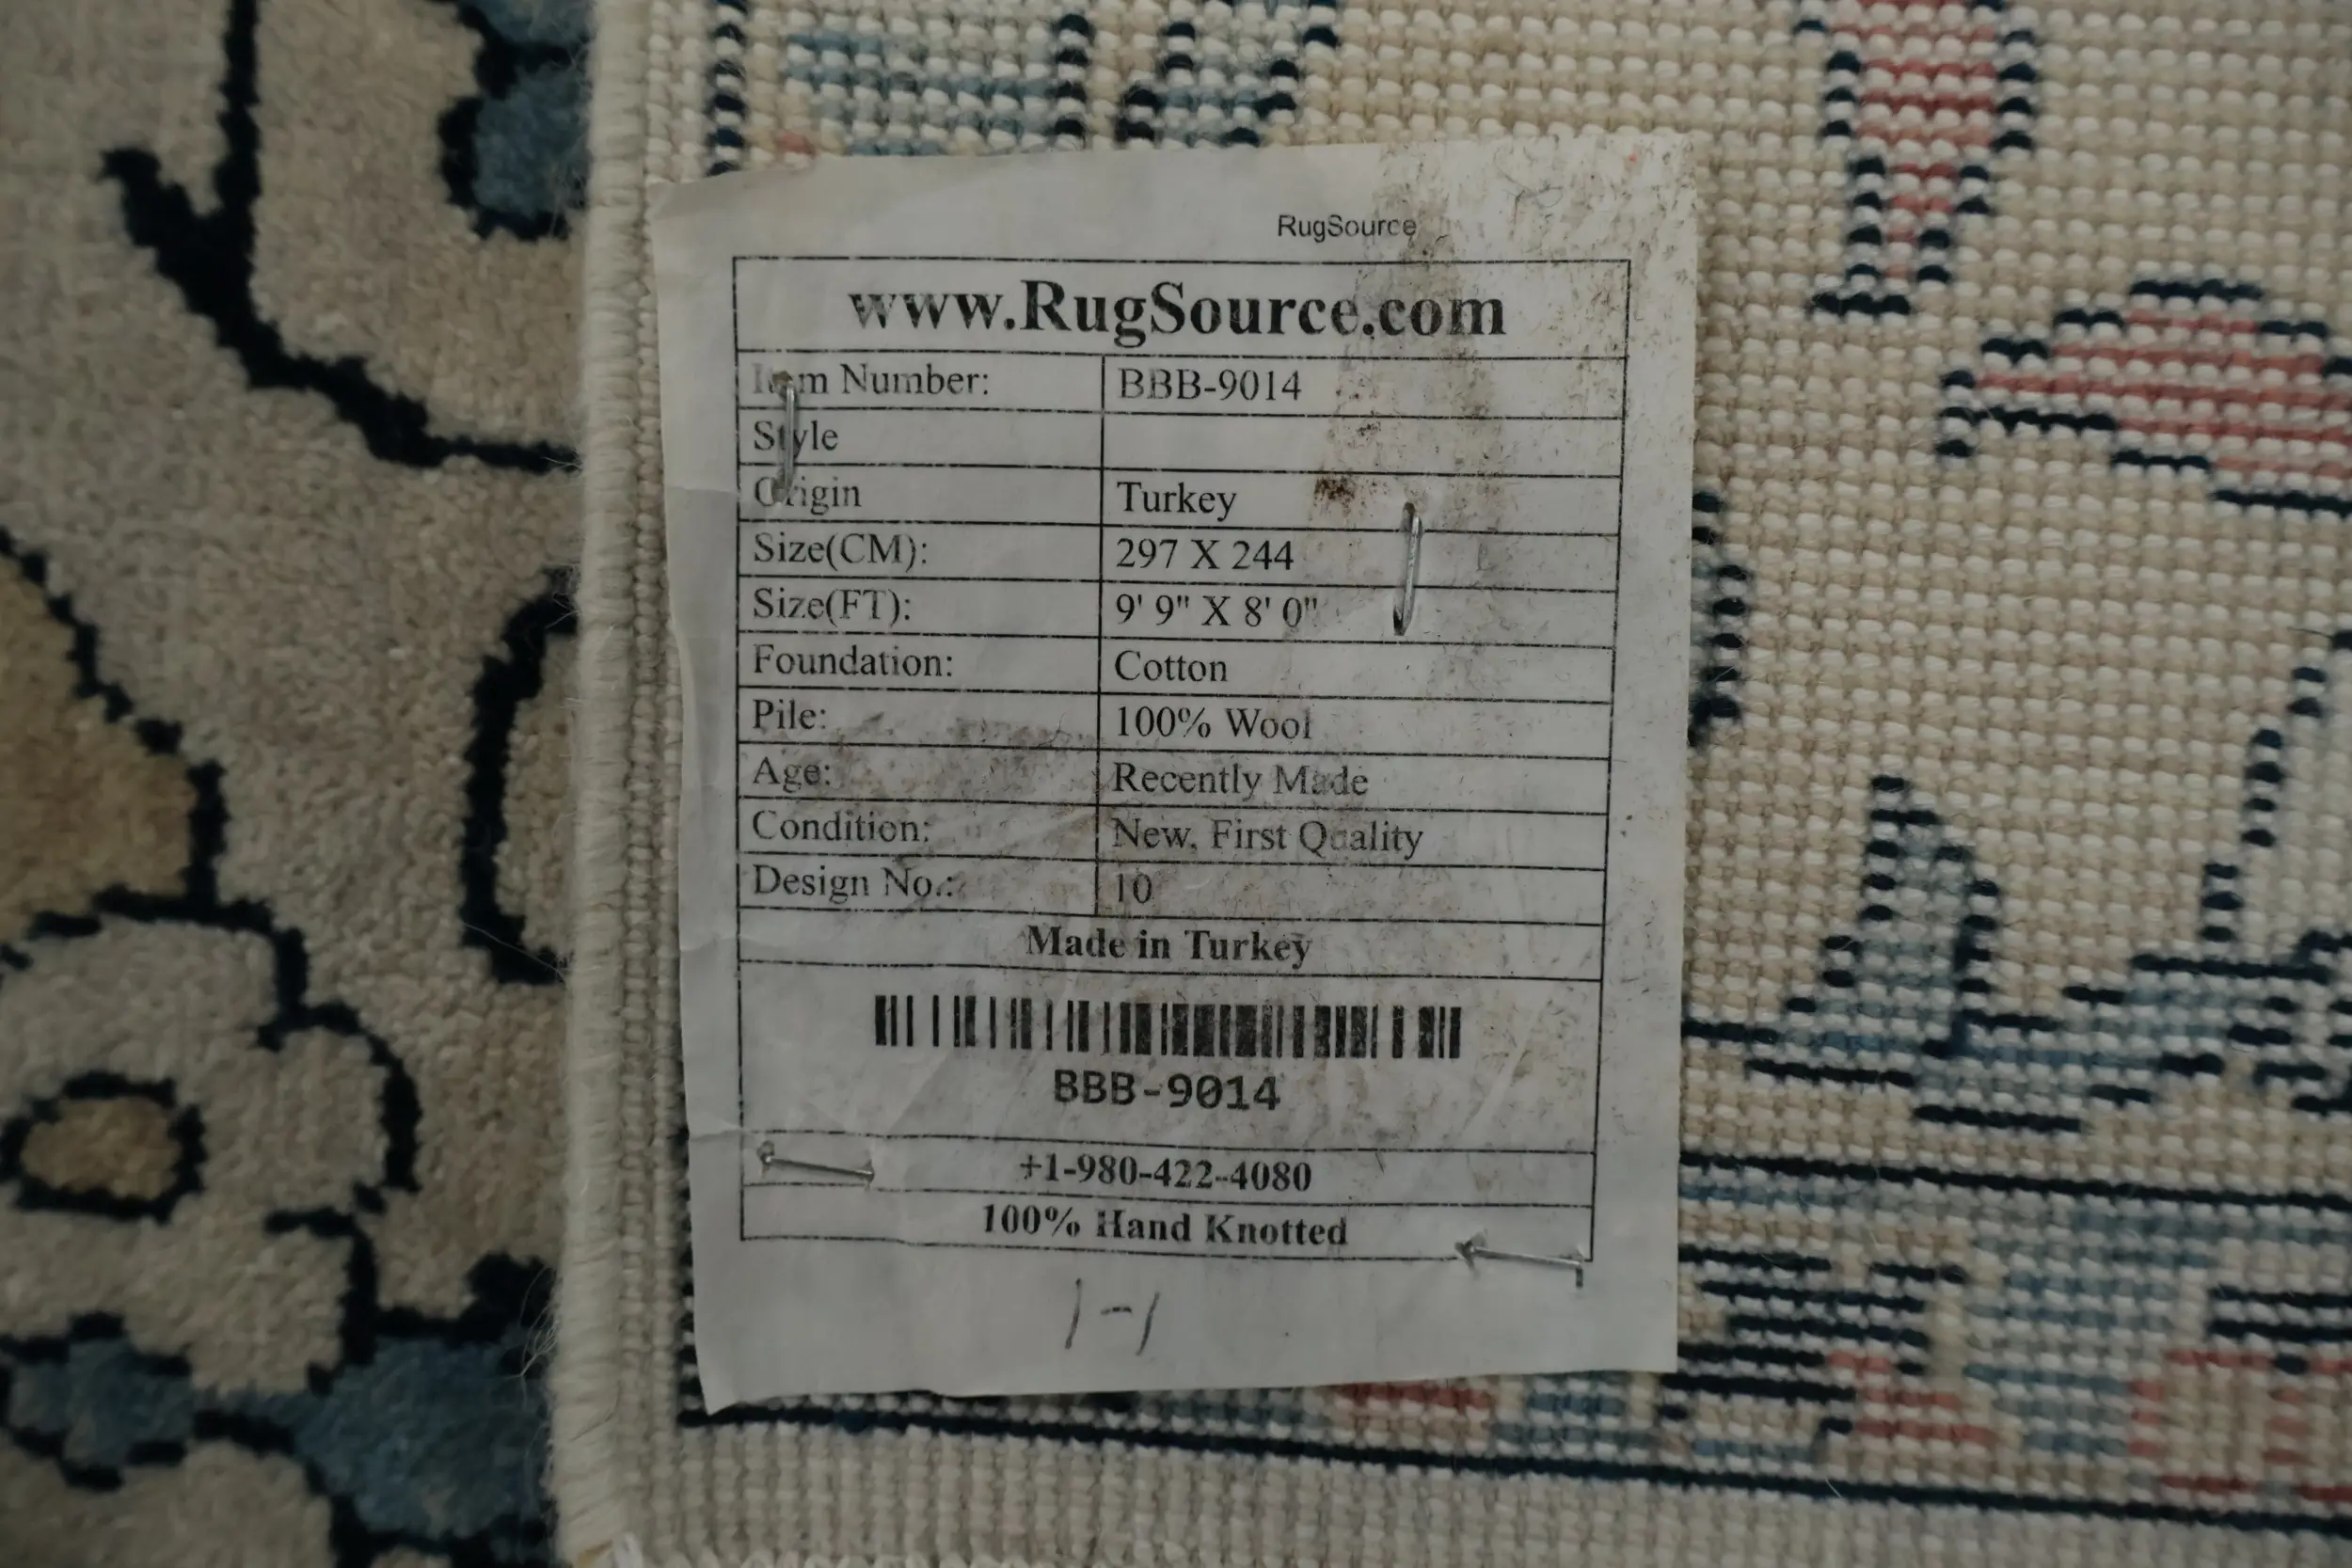 RugSource
www.RugSource.com
Item Number: BBB-9014
Style
Origin Turkey
Size(CM): 297 X 244
Size(FT): 9' 9" X 8' 0"
Foundation: Cotton
Pile: 100% Wool
Age: Recently Made
Condition: New, First Quality
Design No.: 10
Made in Turkey
BBB-9014
+1-980-422-4080
100% Hand Knotted
1-1